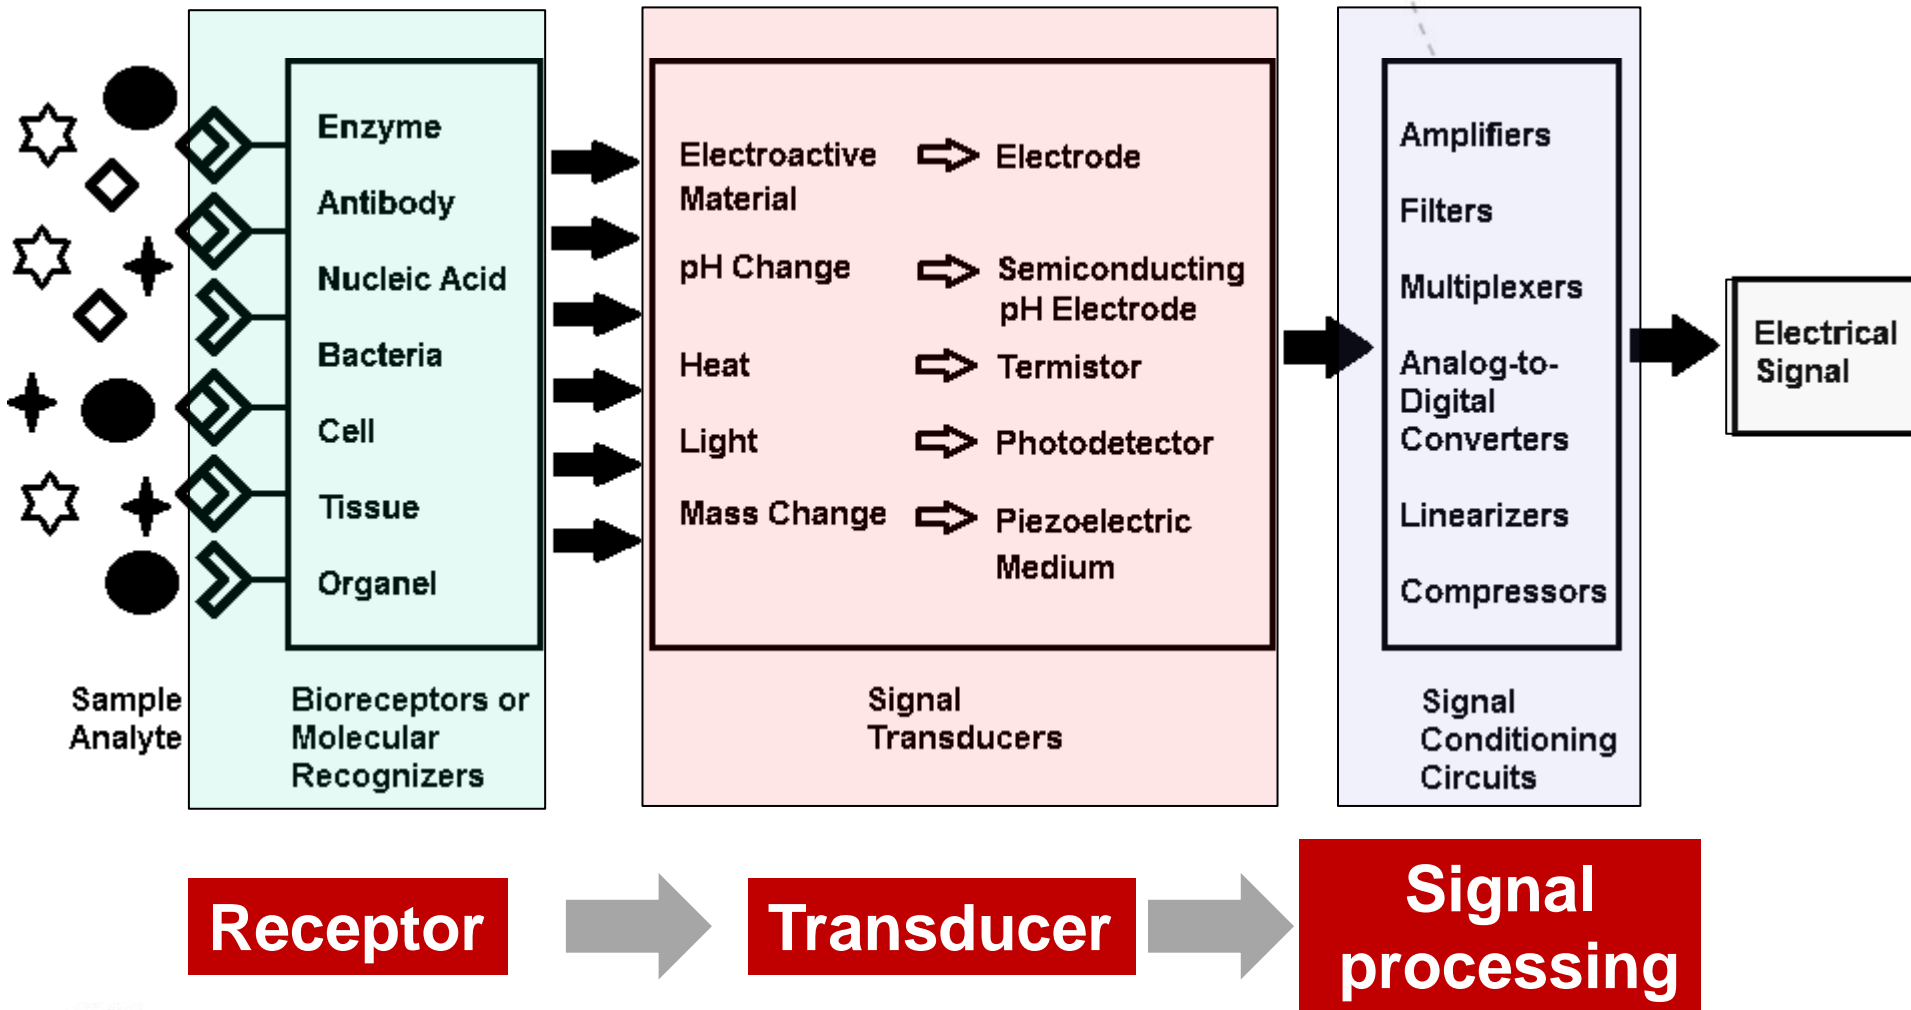 Enzyme
Antibody
Nucleic Acid
Bacteria
Cell
Tissue
Organel
Electroactive
Material
Electrode
pH Change
Semiconducting
pH Electrode
Heat
Termistor
Light
Photodetector
Mass Change
Piezoelectric
Medium
Amplifiers
Filters
Multiplexers
Analog-to-
Digital
Converters
Linearizers
Compressors
Electrical
Signal
Sample
Analyte
Bioreceptors or
Molecular
Recognizers
Signal
Transducers
Signal
Conditioning
Circuits
Receptor
Transducer
Signal
processing